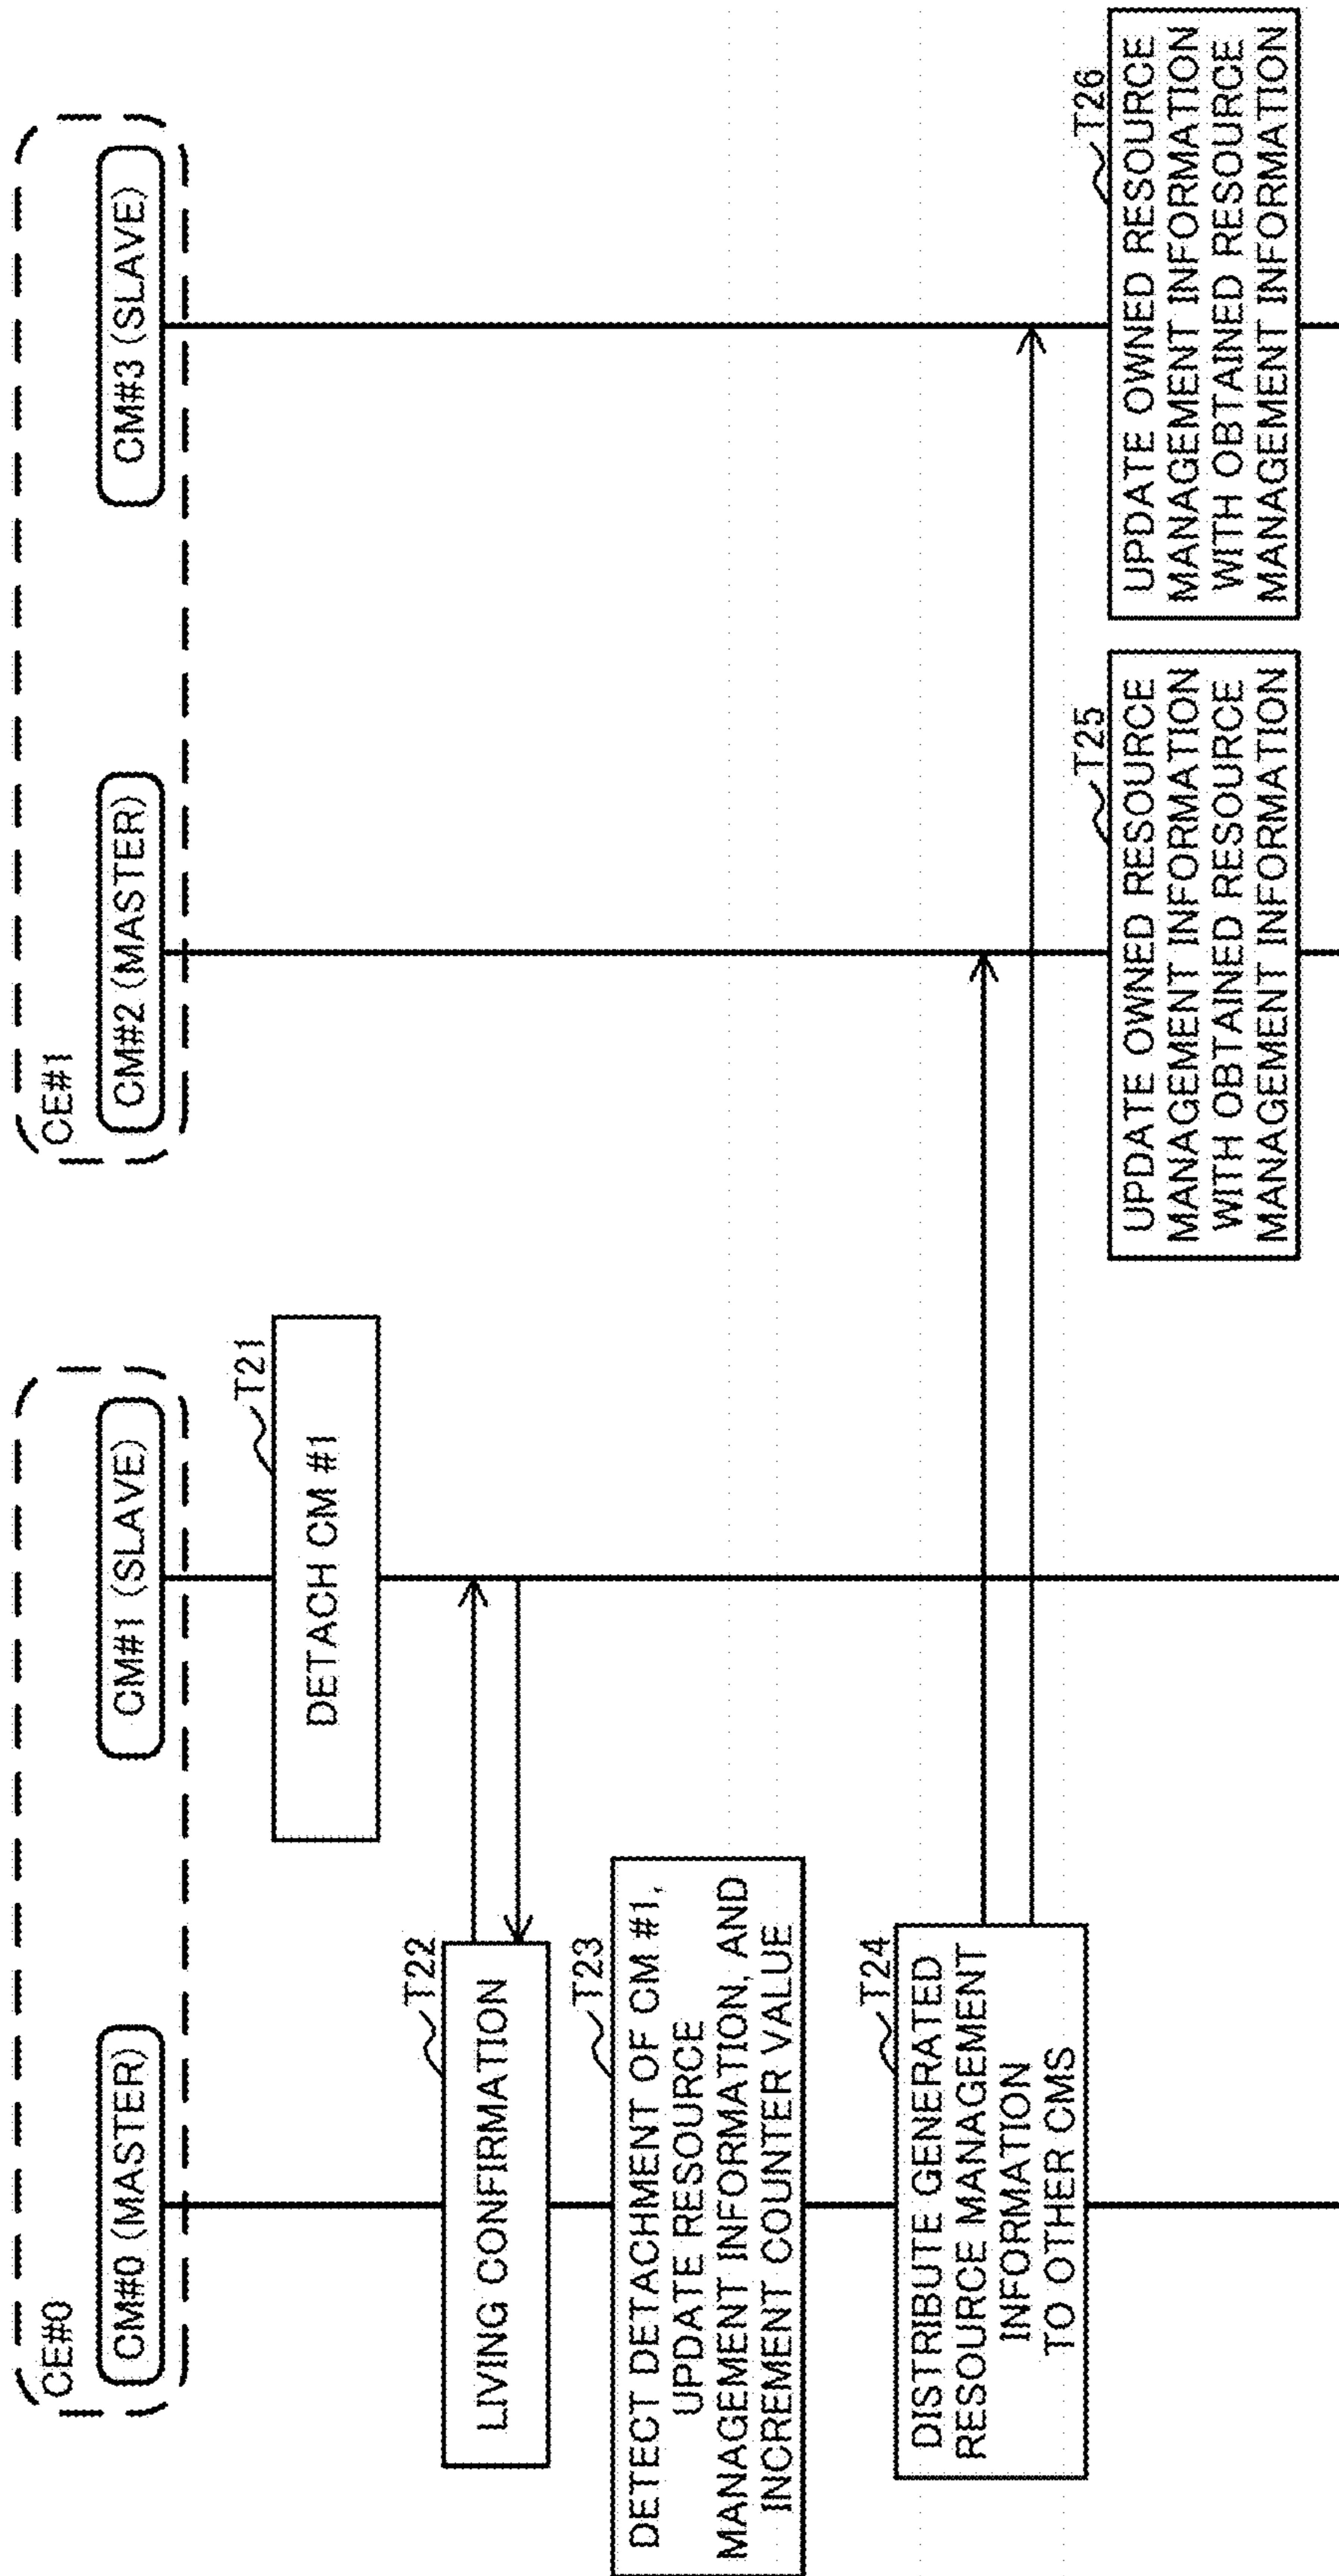 CE#0
CM#0 (MASTER)
CM#1 (SLAVE)
CE#1
CM#2 (MASTER)
CM#3 (SLAVE)
T21
DETACH CM #1
T22
LIVING CONFIRMATION
T23
DETECT DETACHMENT OF CM #1,
UPDATE RESOURCE
MANAGEMENT INFORMATION, AND
INCREMENT COUNTER VALUE
T24
DISTRIBUTE GENERATED
RESOURCE MANAGEMENT
INFORMATION
TO OTHER CMS
T25
UPDATE OWNED RESOURCE
MANAGEMENT INFORMATION
WITH OBTAINED RESOURCE
MANAGEMENT INFORMATION
T26
UPDATE OWNED RESOURCE
MANAGEMENT INFORMATION
WITH OBTAINED RESOURCE
MANAGEMENT INFORMATION